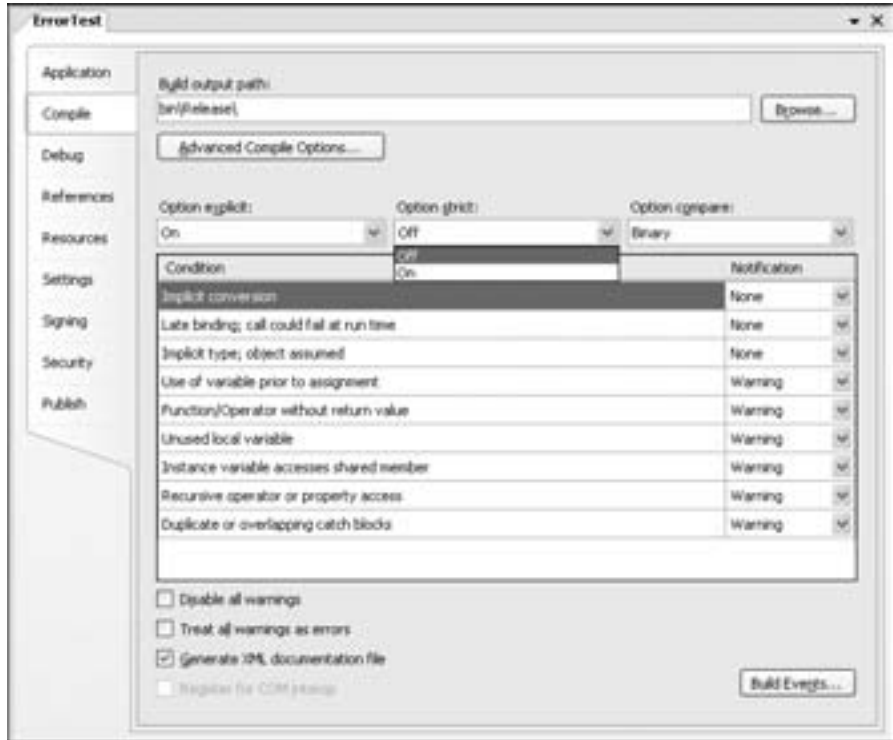 ErrorTest
Application
Compile
Debug
References
Resources
Settings
Signing
Security
Publish
Build output path:
bin\Release\
Browse...
Advanced Compile Options...
Option explicit:
Option strict:
Option compare:
On
Off
Binary
Off
On
Condition
Notification
Implicit conversion
None
Late binding; call could fail at run time
None
Implicit type; object assumed
None
Use of variable prior to assignment
Warning
Function/Operator without return value
Warning
Unused local variable
Warning
Instance variable accesses shared member
Warning
Recursive operator or property access
Warning
Duplicate or overlapping catch blocks
Warning
Disable all warnings
Treat all warnings as errors
Generate XML documentation file
Register for COM interop
Build Events...